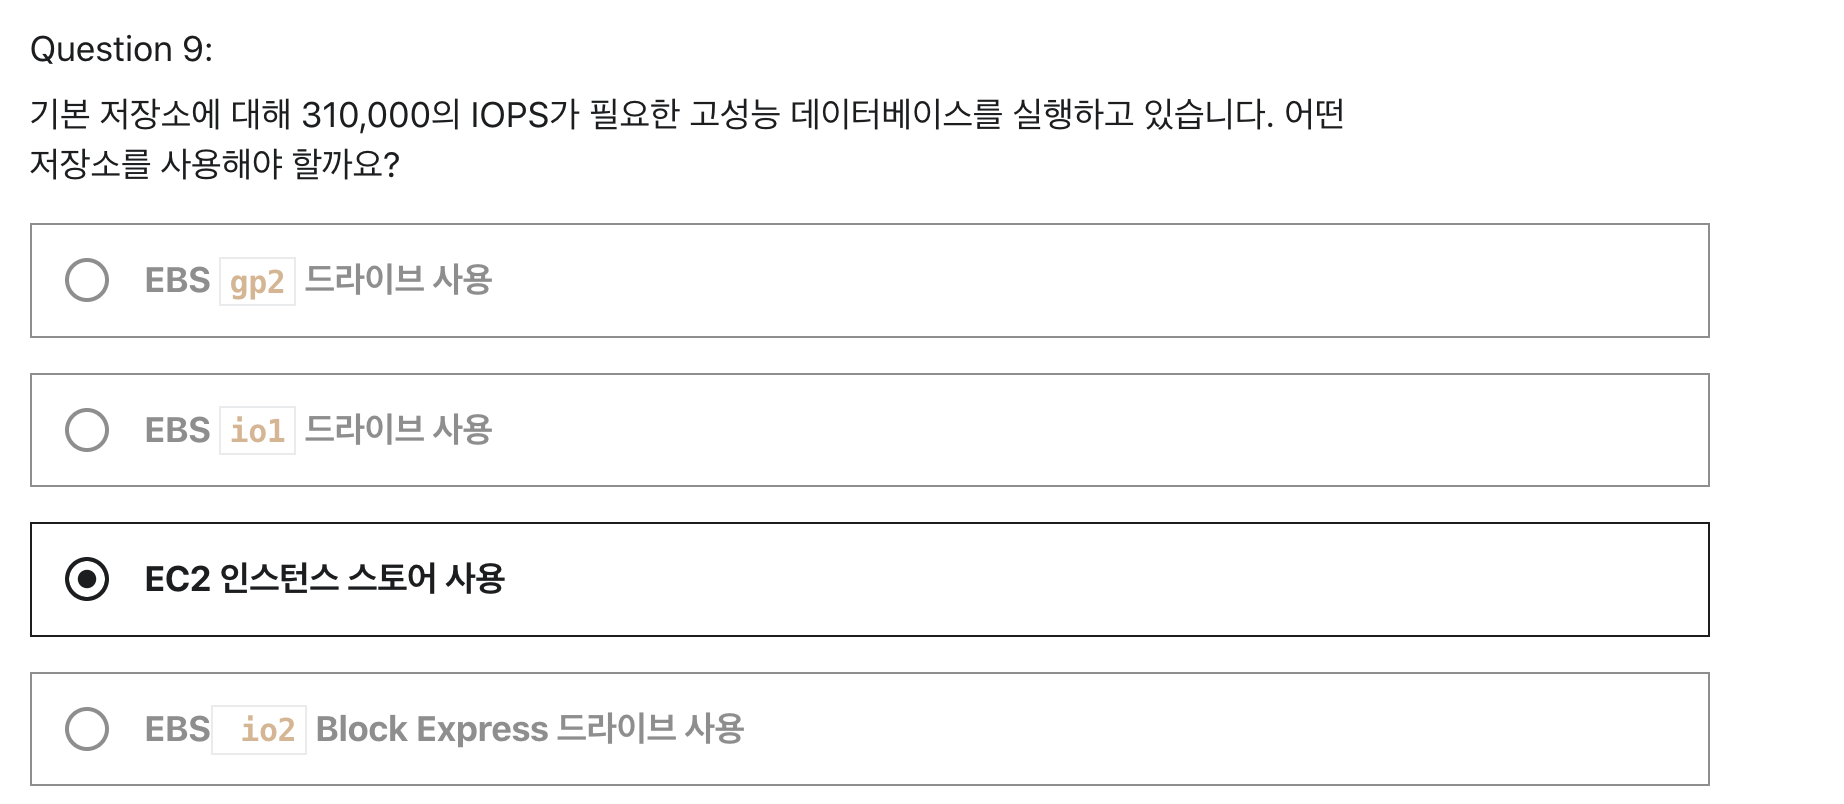 Question 9:
기본 저장소에 대해 310,000의 IOPS가 필요한 고성능 데이터베이스를 실행하고 있습니다. 어떤
저장소를 사용해야 할까요?
EBS gp2 드라이브 사용
EBS io1 드라이브 사용
EC2 인스턴스 스토어 사용
EBS io2 Block Express 드라이브 사용